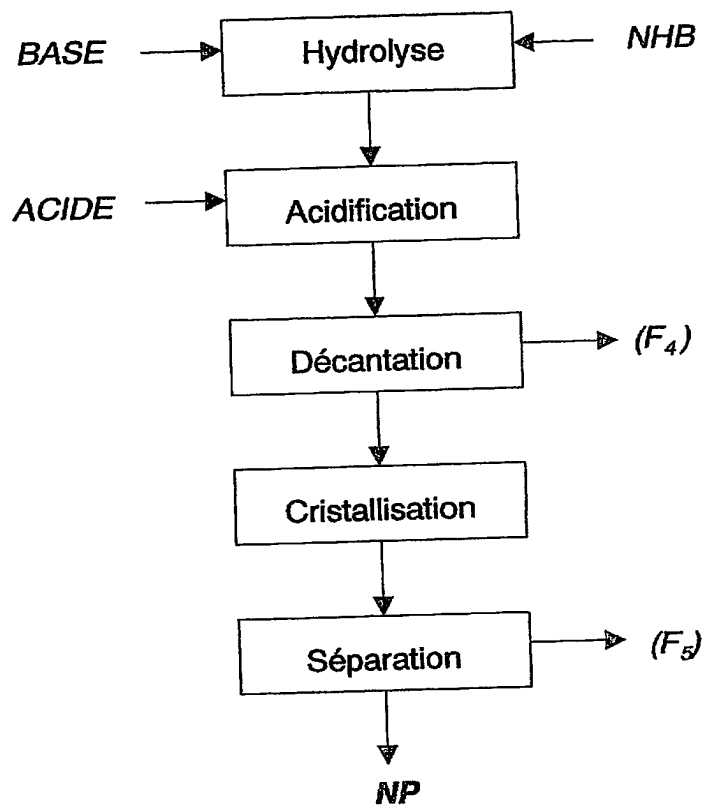 BASE
Hydrolyse
NHB
ACIDE
Acidification
Décantation
(F₄)
Cristallisation
Séparation
(F₅)
NP